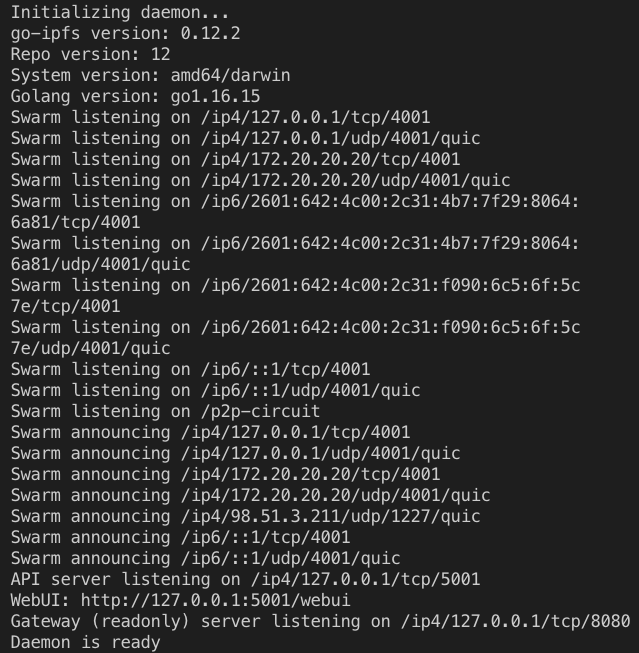 Initializing daemon...
go-ipfs version: 0.12.2
Repo version: 12
System version: amd64/darwin
Golang version: go1.16.15
Swarm listening on /ip4/127.0.0.1/tcp/4001
Swarm listening on /ip4/127.0.0.1/udp/4001/quic
Swarm listening on /ip4/172.20.20.20/tcp/4001
Swarm listening on /ip4/172.20.20.20/udp/4001/quic
Swarm listening on /ip6/2601:642:4c00:2c31:4b7:7f29:8064:
6a81/tcp/4001
Swarm listening on /ip6/2601:642:4c00:2c31:4b7:7f29:8064:
6a81/udp/4001/quic
Swarm listening on /ip6/2601:642:4c00:2c31:f090:6c5:6f:5c
7e/tcp/4001
Swarm listening on /ip6/2601:642:4c00:2c31:f090:6c5:6f:5c
7e/udp/4001/quic
Swarm listening on /ip6/::1/tcp/4001
Swarm listening on /ip6/::1/udp/4001/quic
Swarm listening on /p2p-circuit
Swarm announcing /ip4/127.0.0.1/tcp/4001
Swarm announcing /ip4/127.0.0.1/udp/4001/quic
Swarm announcing /ip4/172.20.20.20/tcp/4001
Swarm announcing /ip4/172.20.20.20/udp/4001/quic
Swarm announcing /ip4/98.51.3.211/udp/1227/quic
Swarm announcing /ip6/::1/tcp/4001
Swarm announcing /ip6/::1/udp/4001/quic
API server listening on /ip4/127.0.0.1/tcp/5001
WebUI: http://127.0.0.1:5001/webui
Gateway (readonly) server listening on /ip4/127.0.0.1/tcp/8080
Daemon is ready